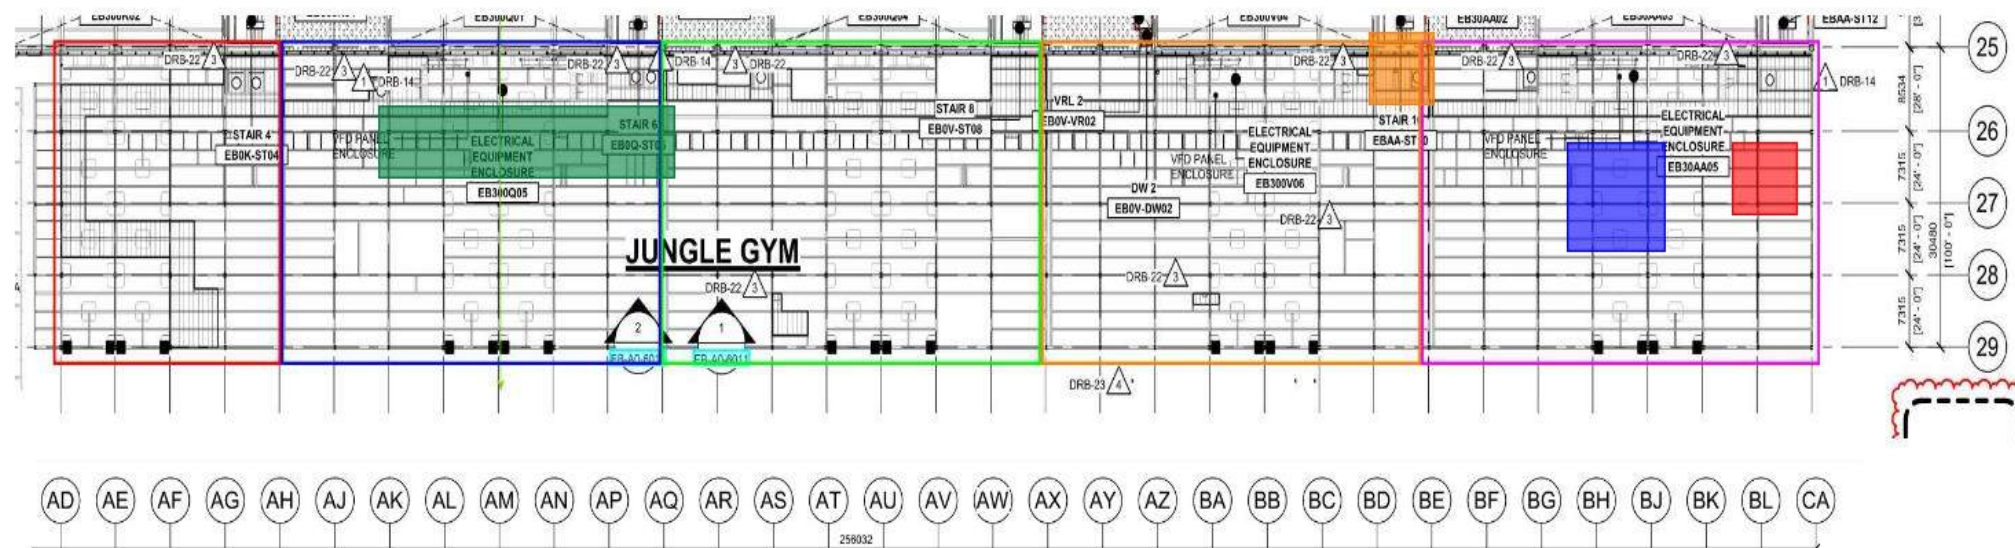 EB300K02
EB300Q01
EB300Q04
EB300V04
EB30AA02
EB30AA03
EBAA-ST12
DRB-22 3
DRB-22 3
1 DRB-14
DRB-22 3
DRB-14
3 DRB-22
DRB-22 3
DRB-22 3
DRB-22 3
1 DRB-14
25
8534
[28' - 0"]
STAIR 4
EB0K-ST04
VFD PANEL
ENCLOSURE
ELECTRICAL
EQUIPMENT
ENCLOSURE
EB300Q05
STAIR 6
STAIR 8
EB0V-ST08
VRL 2
EB0V-VR02
VFD PANEL
ENCLOSURE
ELECTRICAL
EQUIPMENT
ENCLOSURE
EB300V06
VFD PANEL
ENCLOSURE
ELECTRICAL
EQUIPMENT
ENCLOSURE
EB30AA05
26
7315
[24' - 0"]
DW 2
EB0V-DW02
DRB-22 3
27
7315
[24' - 0"]
30480
[100' - 0"]
JUNGLE GYM
DRB-22 3
DRB-22 3
28
7315
[24' - 0"]
2
1
29
DRB-23 4
AD AE AF AG AH AJ AK AL AM AN AP AQ AR AS AT AU AV AW AX AY AZ BA BB BC BD BE BF BG BH BJ BK BL CA
256032